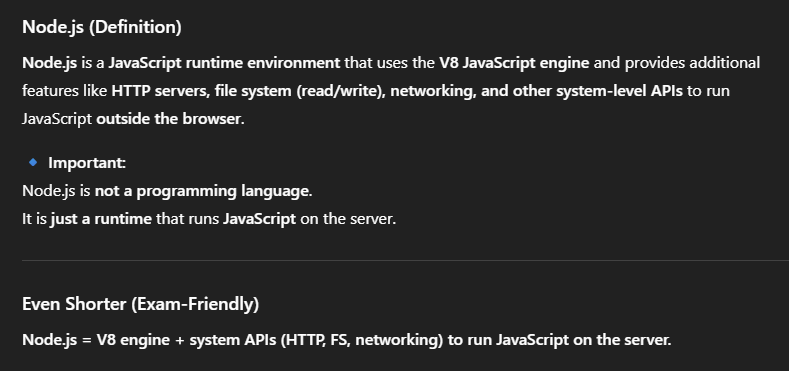 Node.js (Definition)
Node.js is a JavaScript runtime environment that uses the V8 JavaScript engine and provides additional
features like HTTP servers, file system (read/write), networking, and other system-level APIs to run
JavaScript outside the browser.
🔹 Important:
Node.js is not a programming language.
It is just a runtime that runs JavaScript on the server.
Even Shorter (Exam-Friendly)
Node.js = V8 engine + system APIs (HTTP, FS, networking) to run JavaScript on the server.